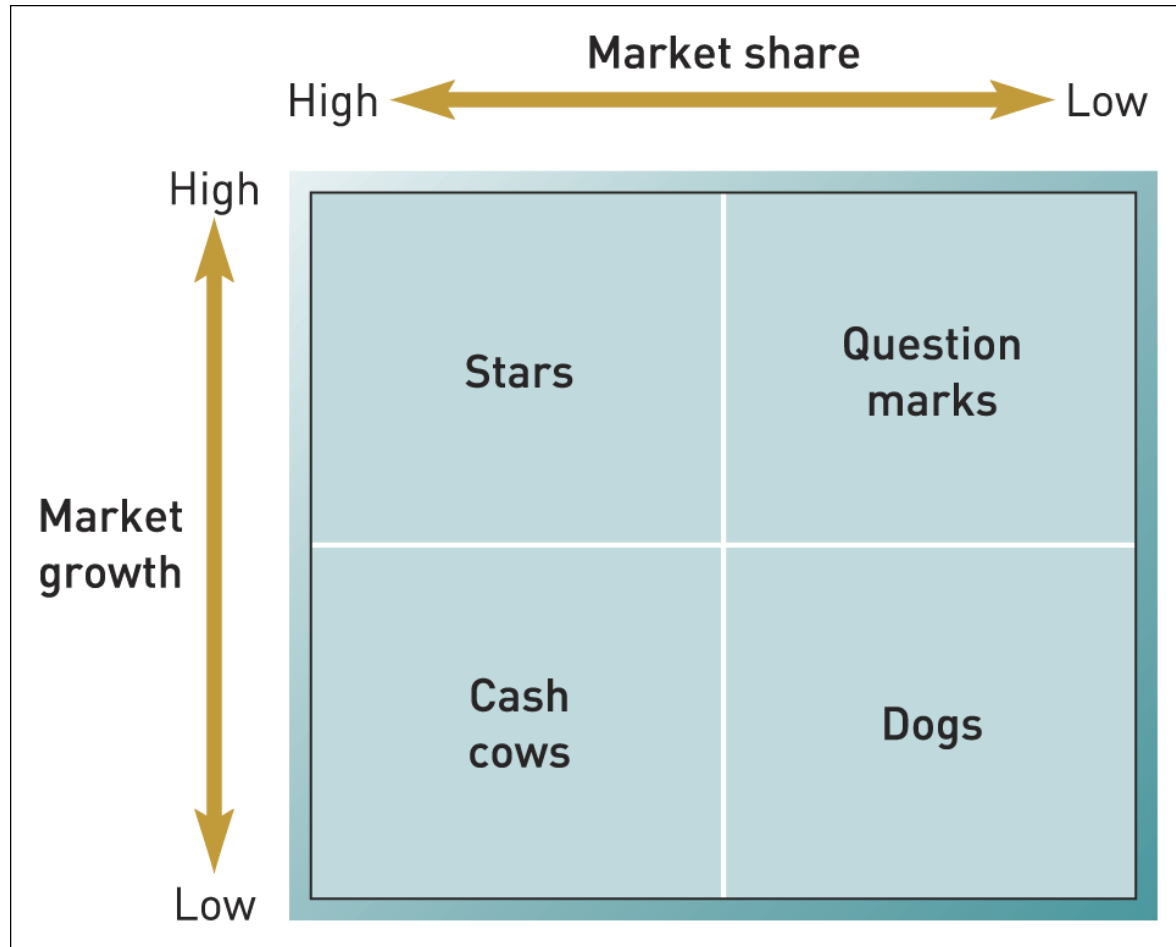 Market share
High
Low
High
Stars
Question
marks
Market
growth
Cash
cows
Dogs
Low